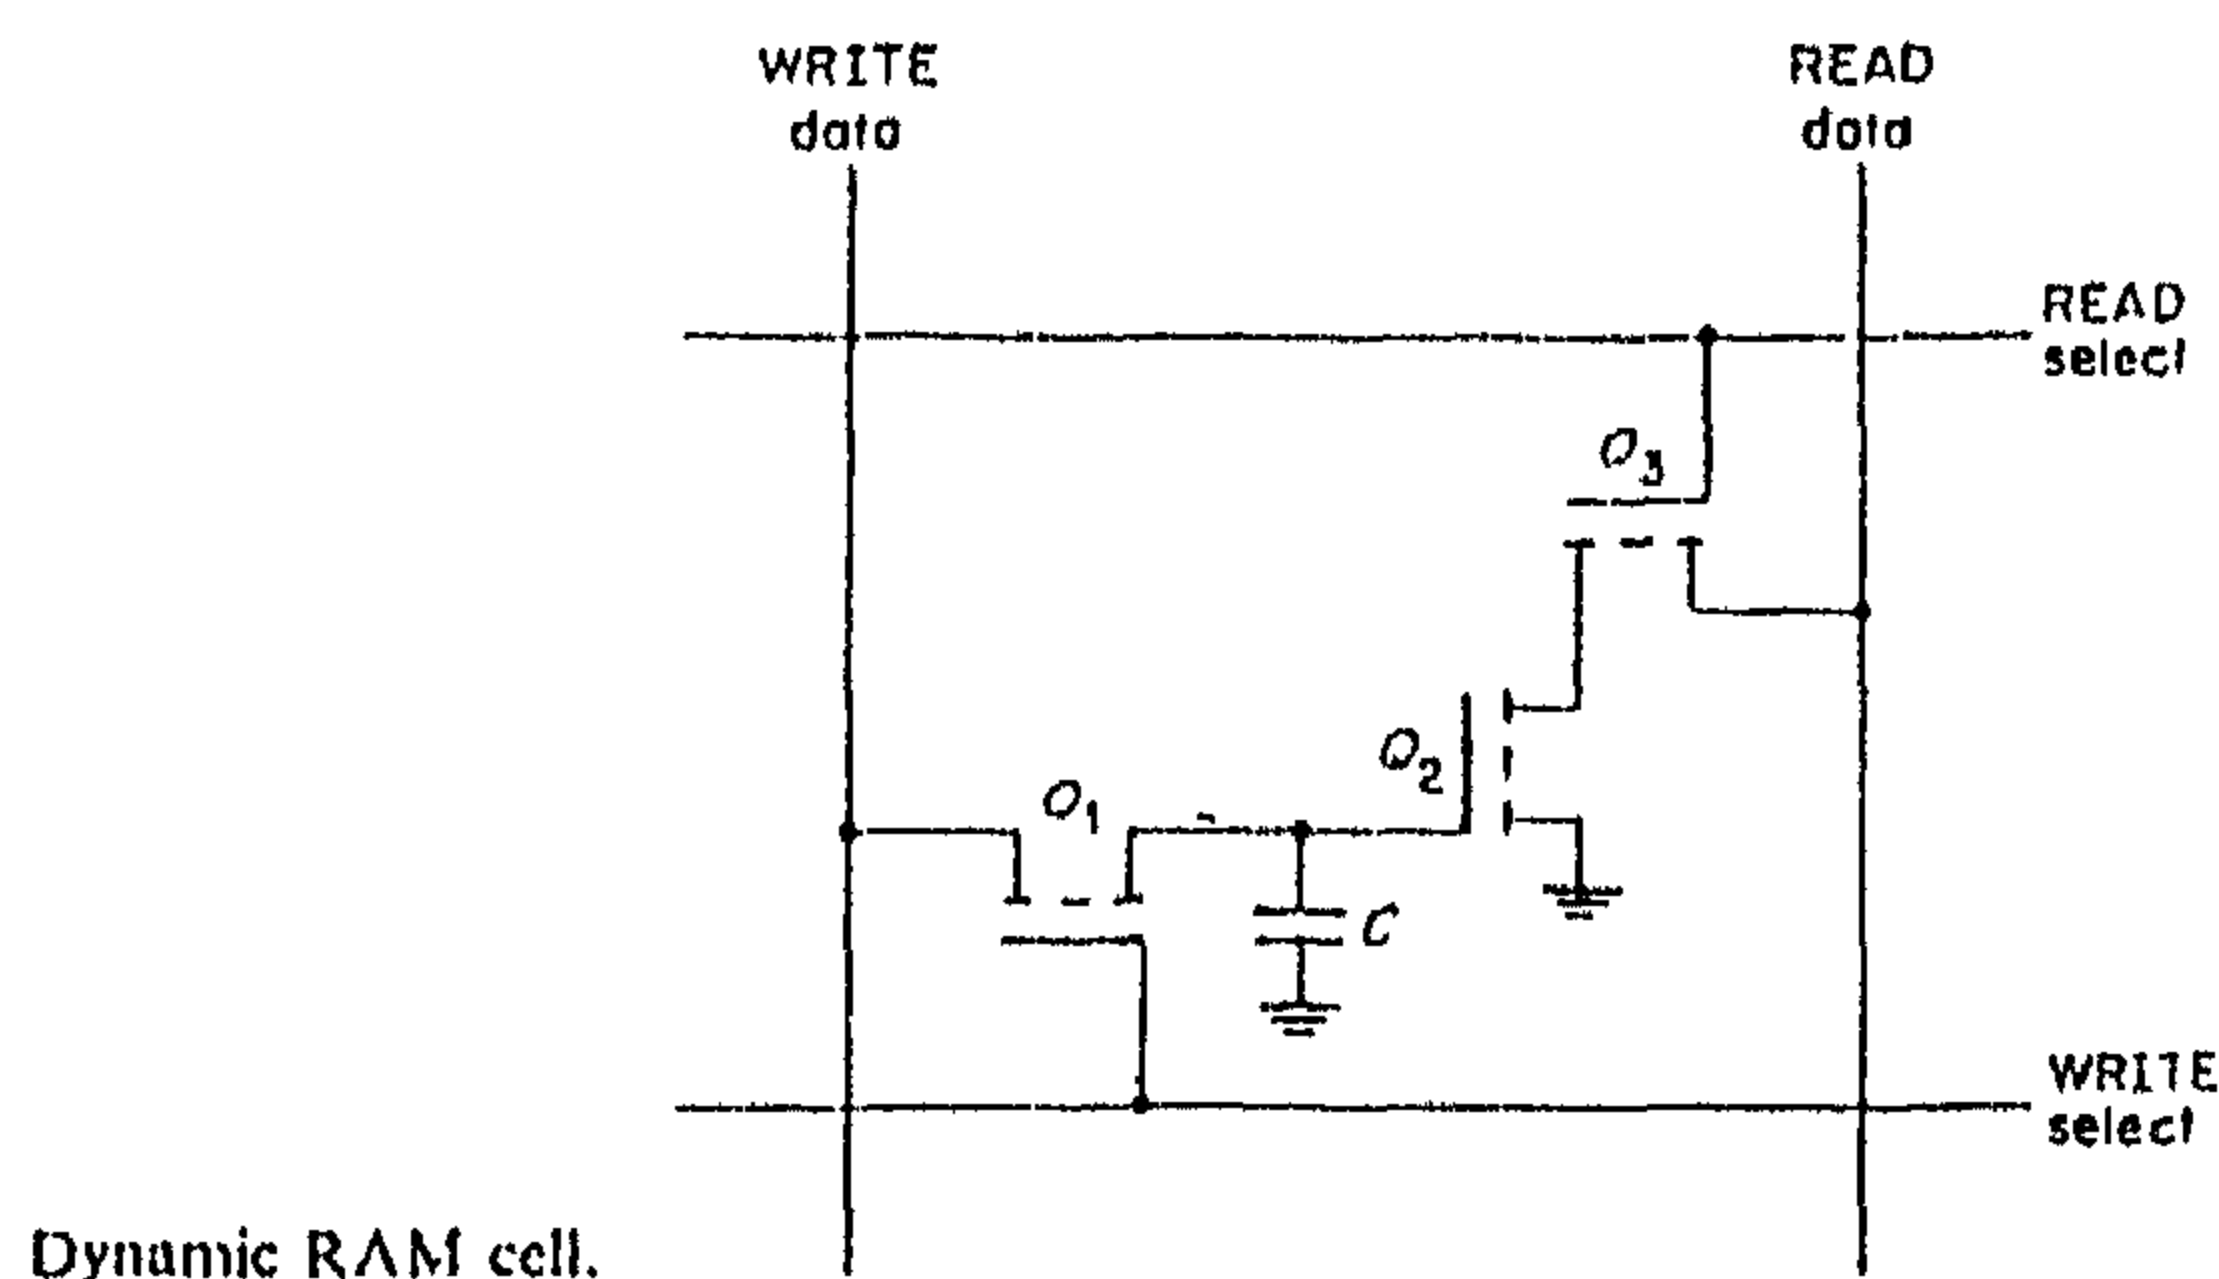 WRITE
data
READ
data
READ
select
Q3
Q2
Q1
C
WRITE
select
Dynamic RAM cell.